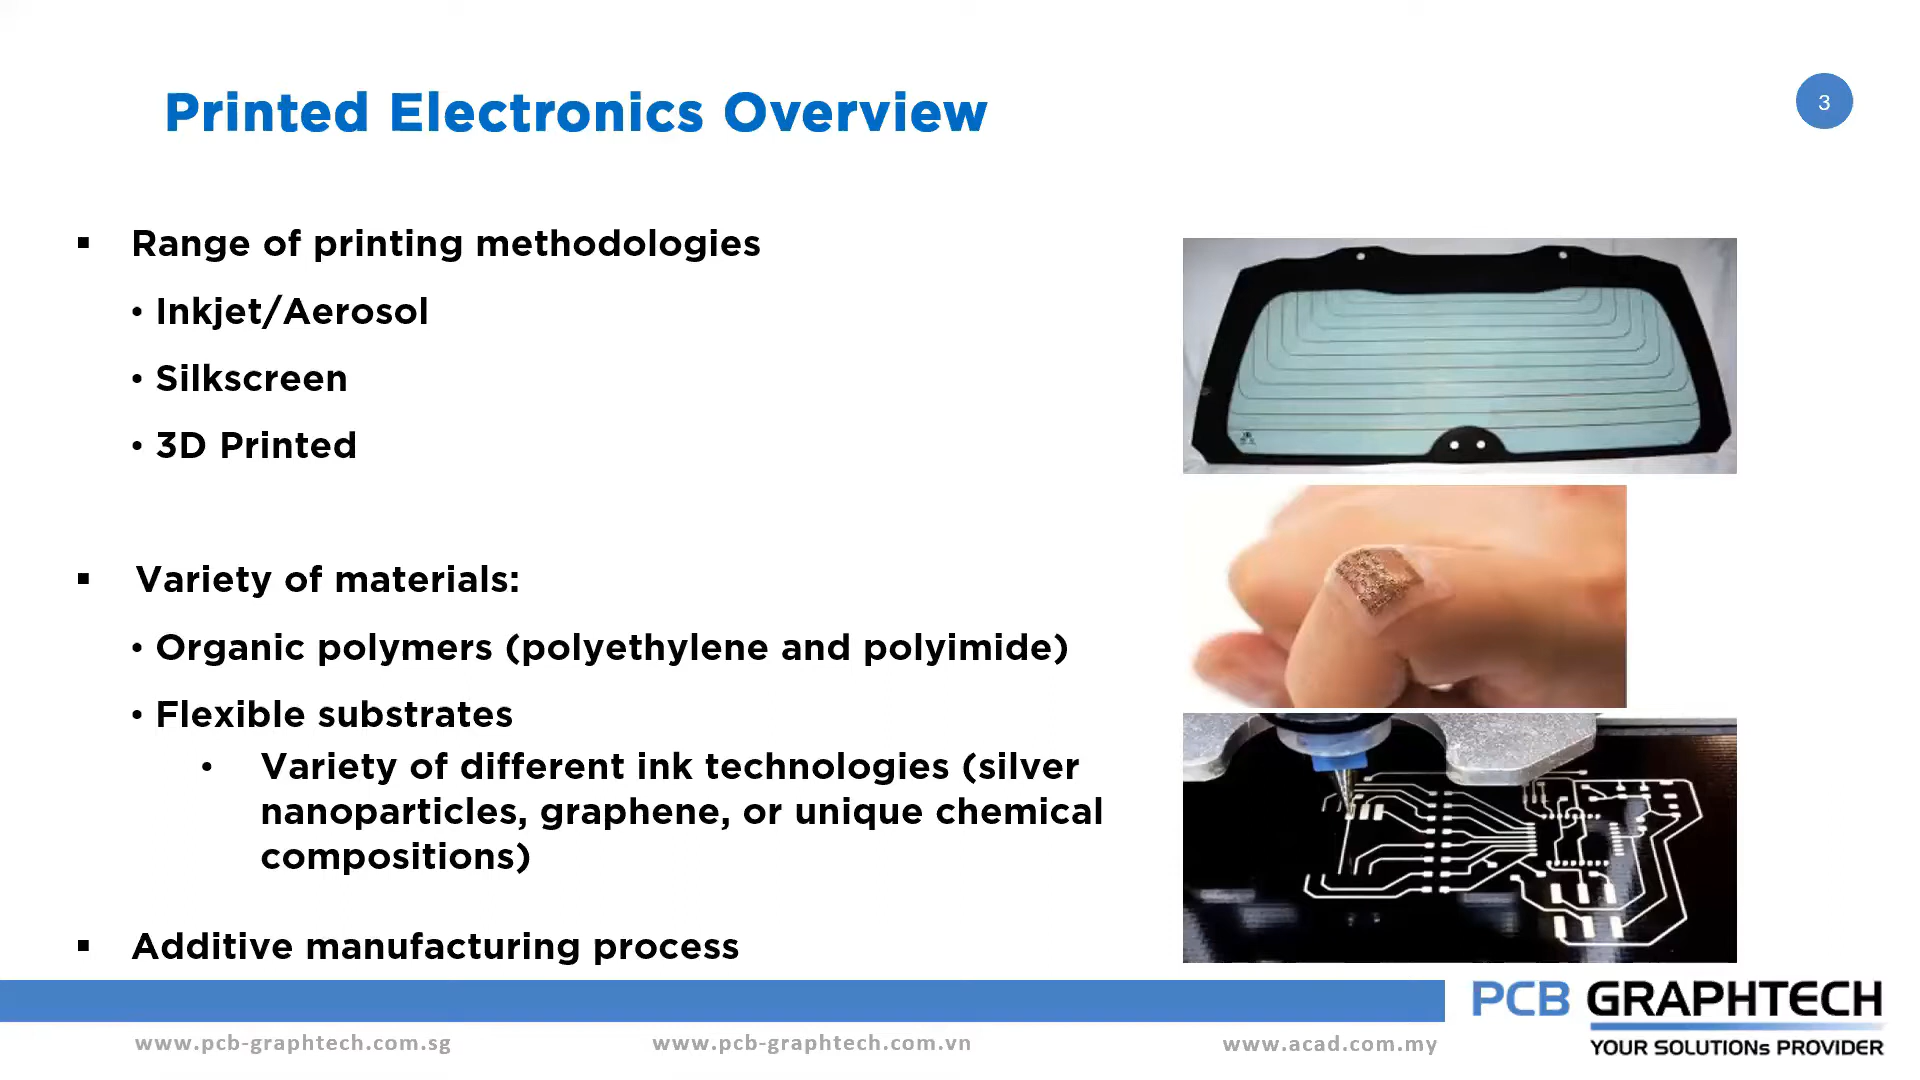 Printed Electronics Overview
3
▪ Range of printing methodologies
• Inkjet/Aerosol
• Silkscreen
• 3D Printed
▪ Variety of materials:
• Organic polymers (polyethylene and polyimide)
• Flexible substrates
• Variety of different ink technologies (silver
nanoparticles, graphene, or unique chemical
compositions)
▪ Additive manufacturing process
PCB GRAPHTECH
YOUR SOLUTIONs PROVIDER
www.pcb-graphtech.com.sg
www.pcb-graphtech.com.vn
www.acad.com.my